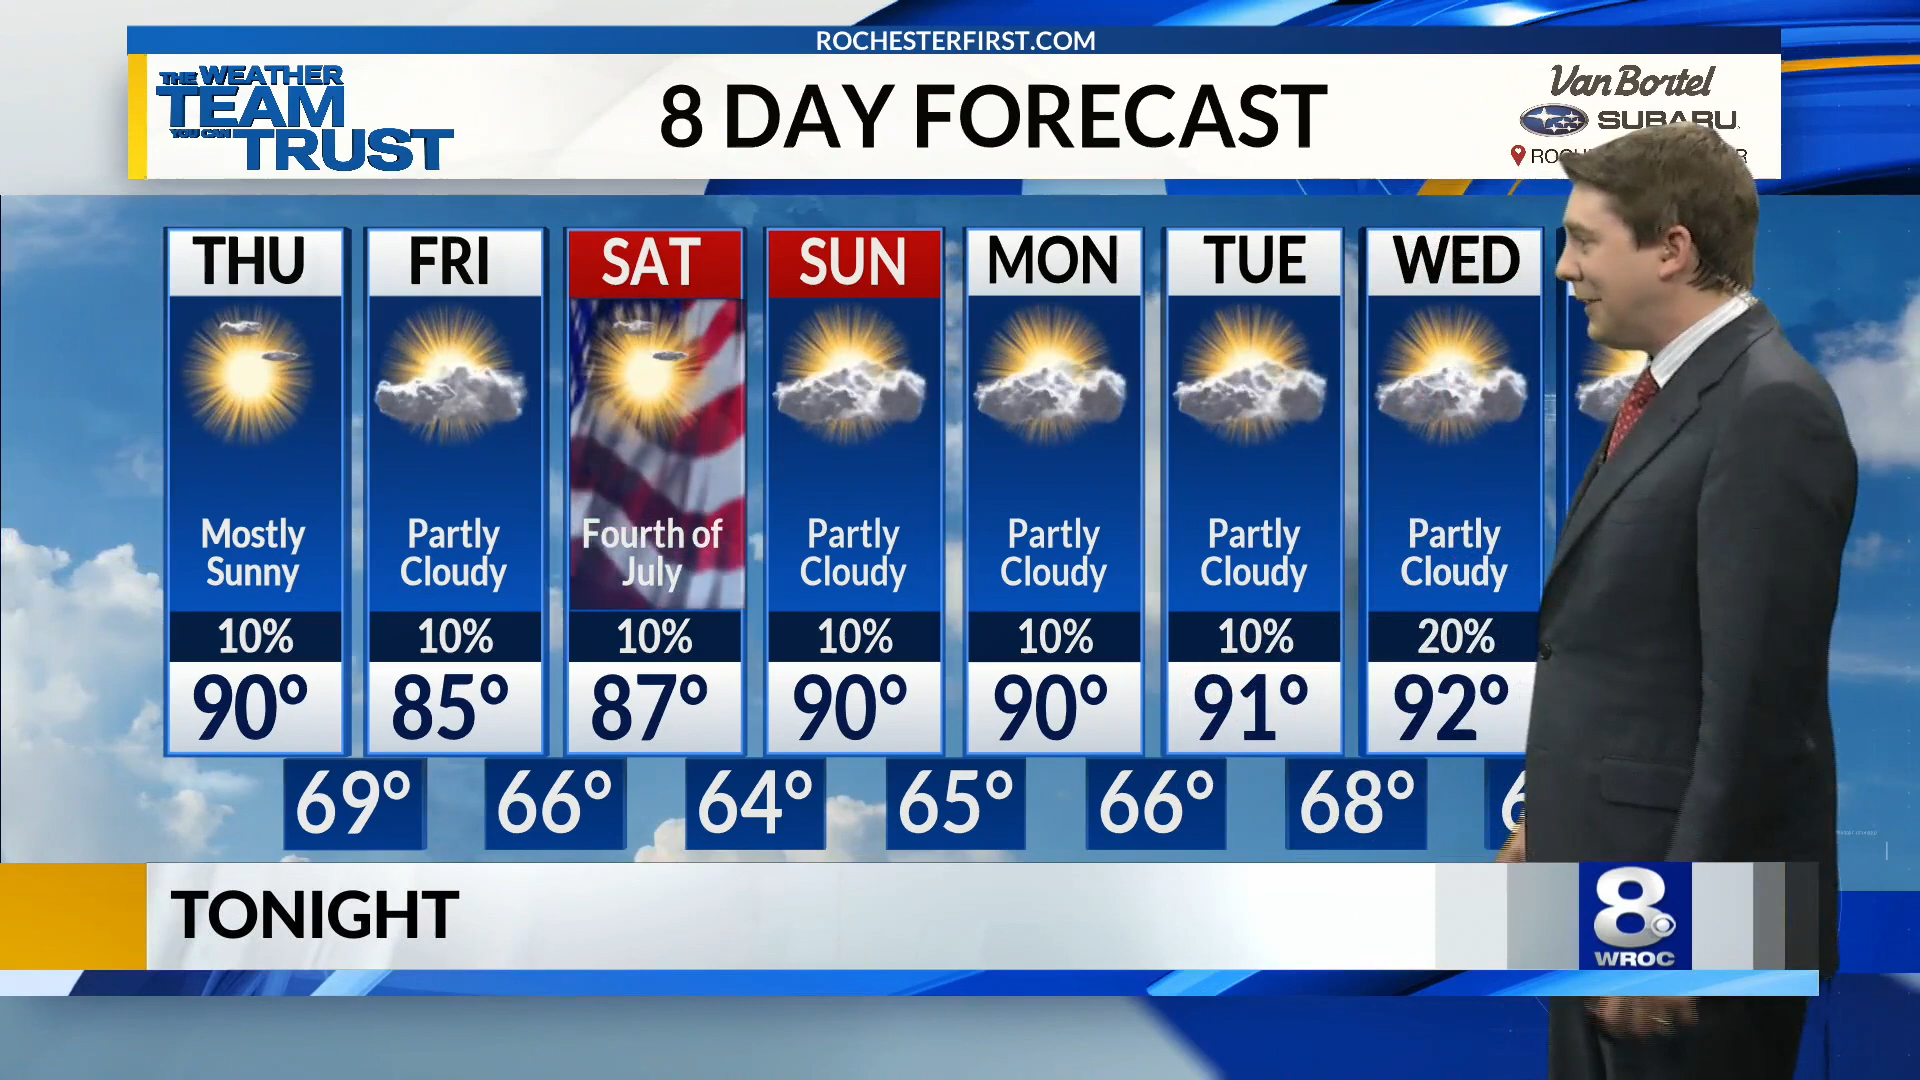 ROCHESTERFIRST.COM
THE WEATHER
TEAM
YOU CAN TRUST
8 DAY FORECAST
Van Bortel
SUBARU
THU FRI SAT SUN MON TUE WED
Mostly Sunny
Partly Cloudy
Fourth of July
Partly Cloudy
Partly Cloudy
Partly Cloudy
Partly Cloudy
10% 10% 10% 10% 10% 10% 20%
90° 85° 87° 90° 90° 91° 92°
69° 66° 64° 65° 66° 68°
TONIGHT
8
WROC